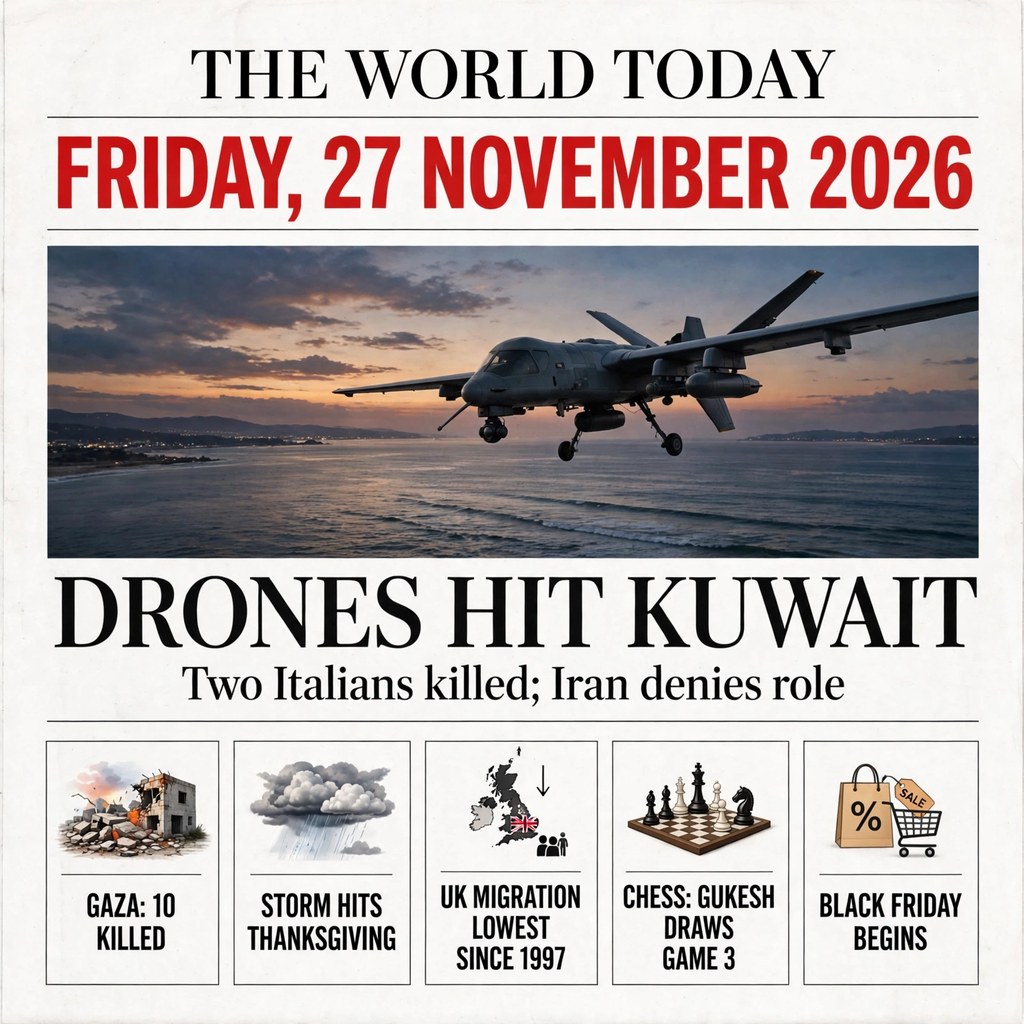 THE WORLD TODAY
FRIDAY, 27 NOVEMBER 2026
DRONES HIT KUWAIT
Two Italians killed; Iran denies role
GAZA: 10
KILLED
STORM HITS
THANKSGIVING
UK MIGRATION
LOWEST
SINCE 1997
CHESS: GUKESH
DRAWS
GAME 3
%
SALE
BLACK FRIDAY
BEGINS